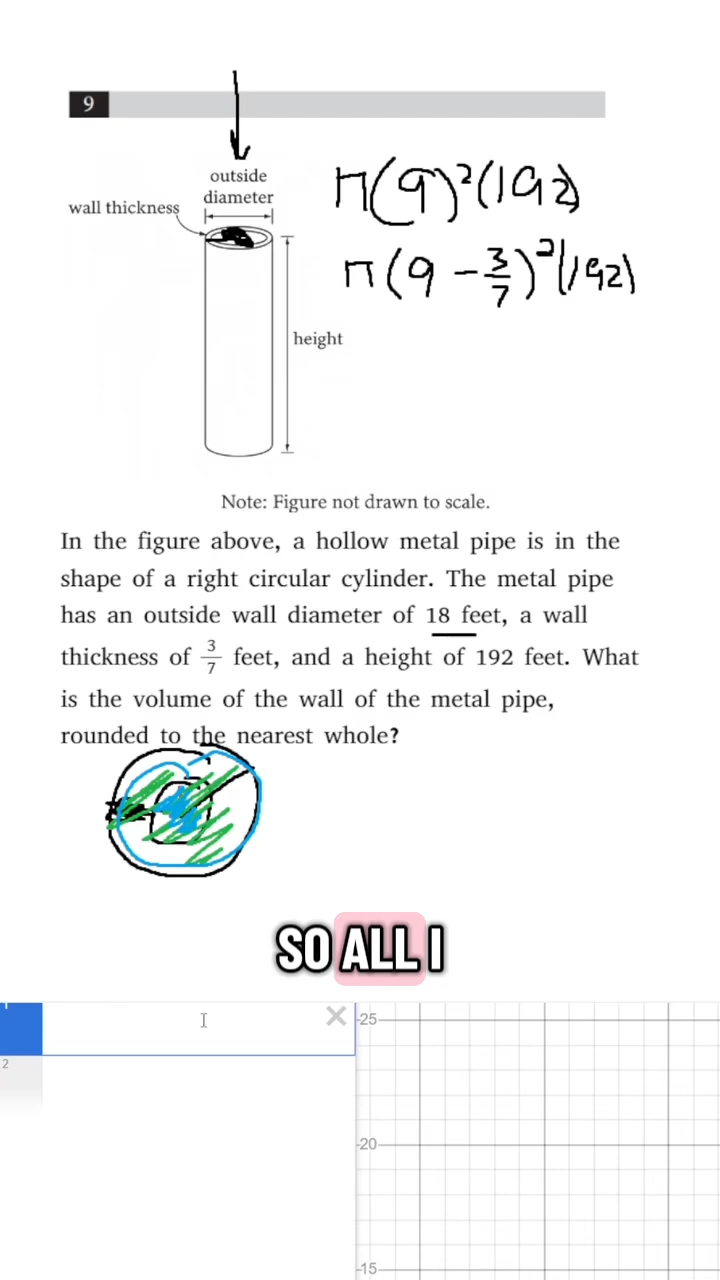 9
outside
diameter
wall thickness
π(9)²(192)
π(9 - 3/7)²(192)
height
Note: Figure not drawn to scale.
In the figure above, a hollow metal pipe is in the
shape of a right circular cylinder. The metal pipe
has an outside wall diameter of 18 feet, a wall
thickness of 3/7 feet, and a height of 192 feet. What
is the volume of the wall of the metal pipe,
rounded to the nearest whole?
SO ALL I
1
2
-25
-20
-15